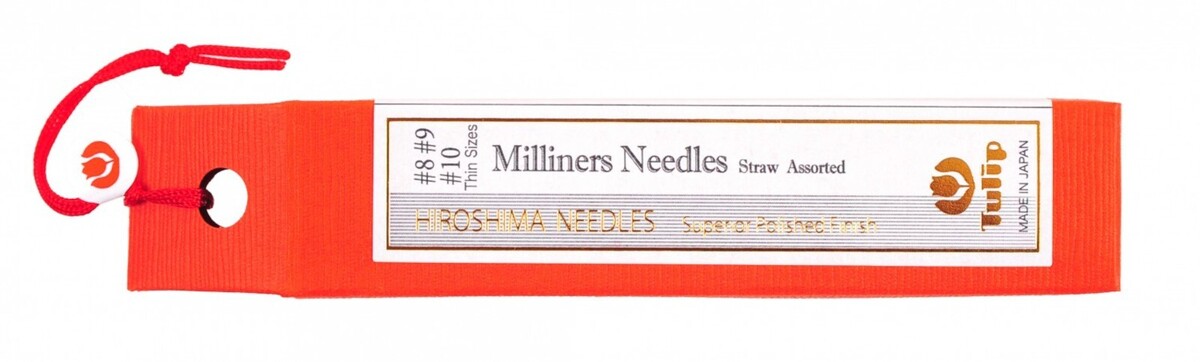 #8 #9
#10
Thin Sizes
Milliners Needles Straw Assorted
HIROSHIMA NEEDLES Superior Polished Finish
Tulip
MADE IN JAPAN